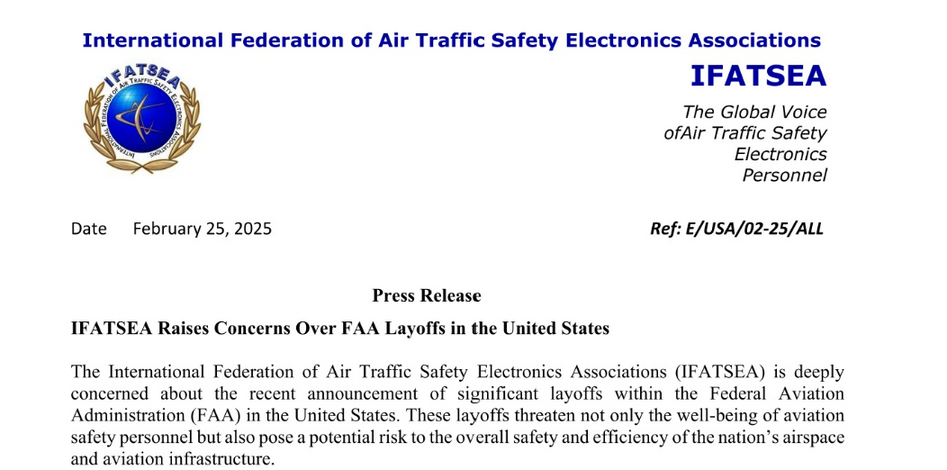 International Federation of Air Traffic Safety Electronics Associations
IFATSEA
IFATSEA
The Global Voice
ofAir Traffic Safety
Electronics
Personnel
INTERNATIONAL FEDERATION OF AIR TRAFFIC SAFETY ELECTRONICS ASSOCIATIONS
Date February 25, 2025
Ref: E/USA/02-25/ALL
Press Release
IFATSEA Raises Concerns Over FAA Layoffs in the United States
The International Federation of Air Traffic Safety Electronics Associations (IFATSEA) is deeply
concerned about the recent announcement of significant layoffs within the Federal Aviation
Administration (FAA) in the United States. These layoffs threaten not only the well-being of aviation
safety personnel but also pose a potential risk to the overall safety and efficiency of the nation’s airspace
and aviation infrastructure.